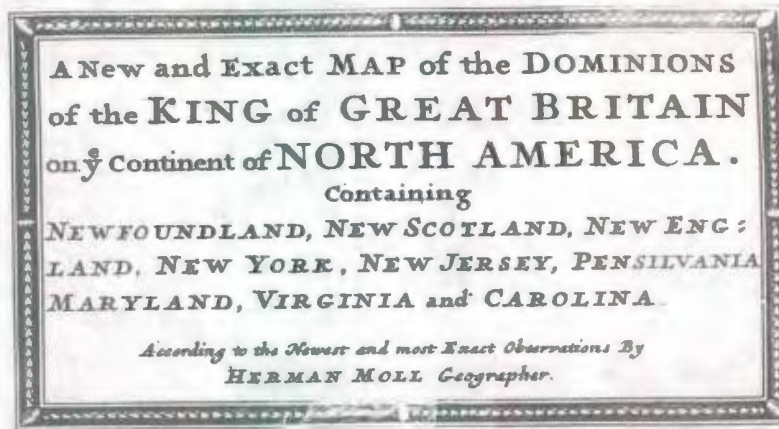 A New and Exact MAP of the DOMINIONS
of the KING of GREAT BRITAIN
on yᵉ Continent of NORTH AMERICA.
Containing
NEWFOUNDLAND, NEW SCOTLAND, NEW ENG:
LAND, NEW YORK, NEW JERSEY, PENSILVANIA
MARYLAND, VIRGINIA and CAROLINA.
According to the Newest and most Exact Observations By
HERMAN MOLL Geographer.